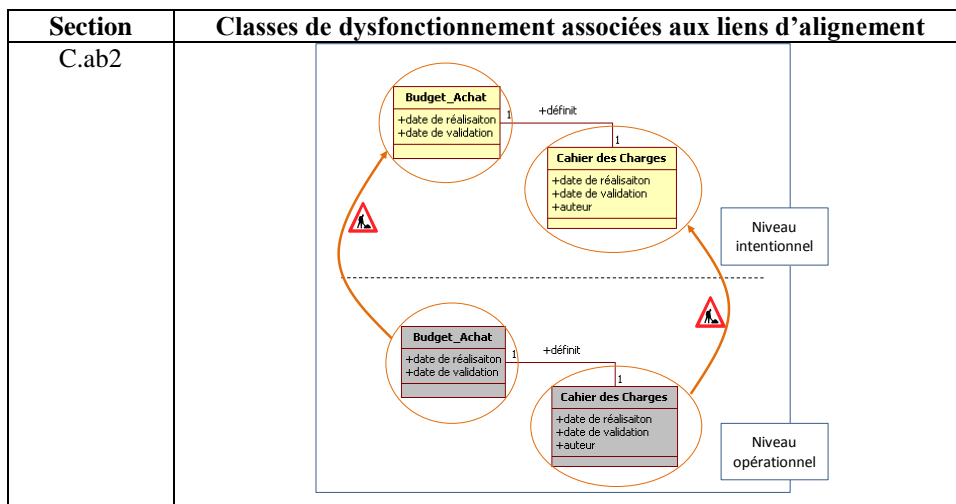 Section
Classes de dysfonctionnement associées aux liens d'alignement
C.ab2
Budget_Achat
+date de réalisaiton
+date de validation
1
+définit
1
Cahier des Charges
+date de réalisaiton
+date de validation
+auteur
Niveau
intentionnel
Budget_Achat
+date de réalisaiton
+date de validation
1
+définit
1
Cahier des Charges
+date de réalisaiton
+date de validation
+auteur
Niveau
opérationnel